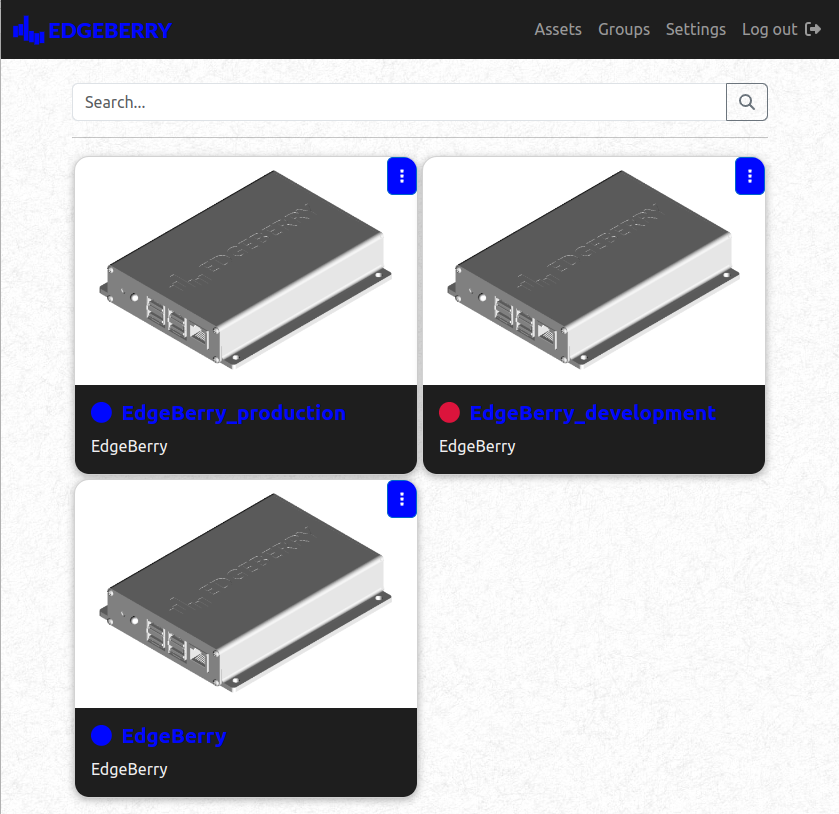 EDGEBERRY
Assets Groups Settings Log out
Search...
EDGEBERRY
EDGEBERRY
EdgeBerry_production
EdgeBerry
EdgeBerry_development
EdgeBerry
EDGEBERRY
EdgeBerry
EdgeBerry